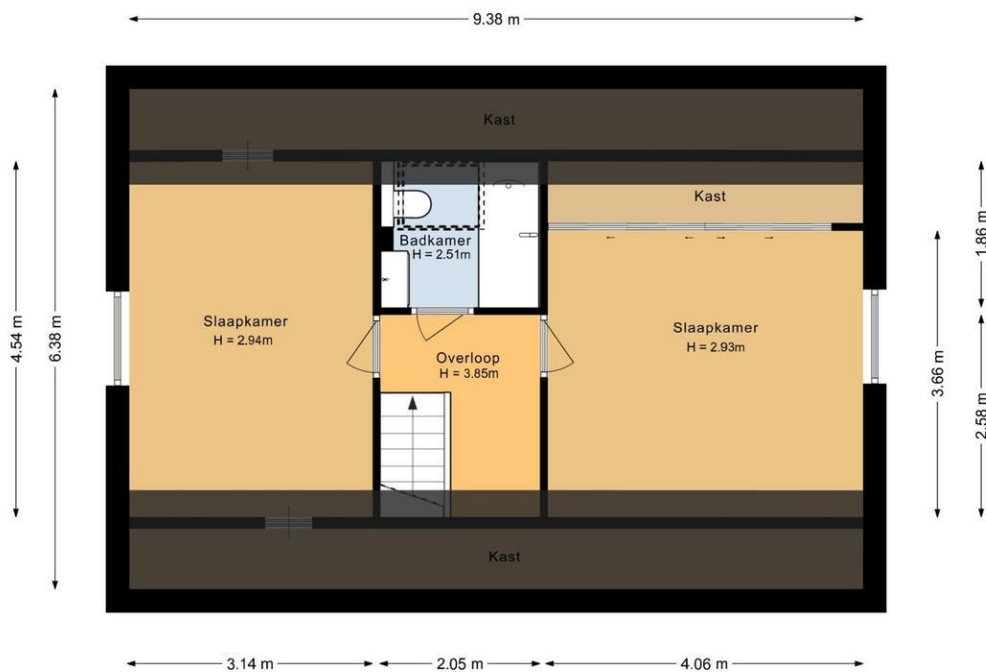 9.38 m
Kast
Kast
Badkamer
H = 2.51m
Slaapkamer
H = 2.94m
Slaapkamer
H = 2.93m
Overloop
H = 3.85m
Kast
4.54 m
6.38 m
3.66 m
1.86 m
2.58 m
3.14 m
2.05 m
4.06 m